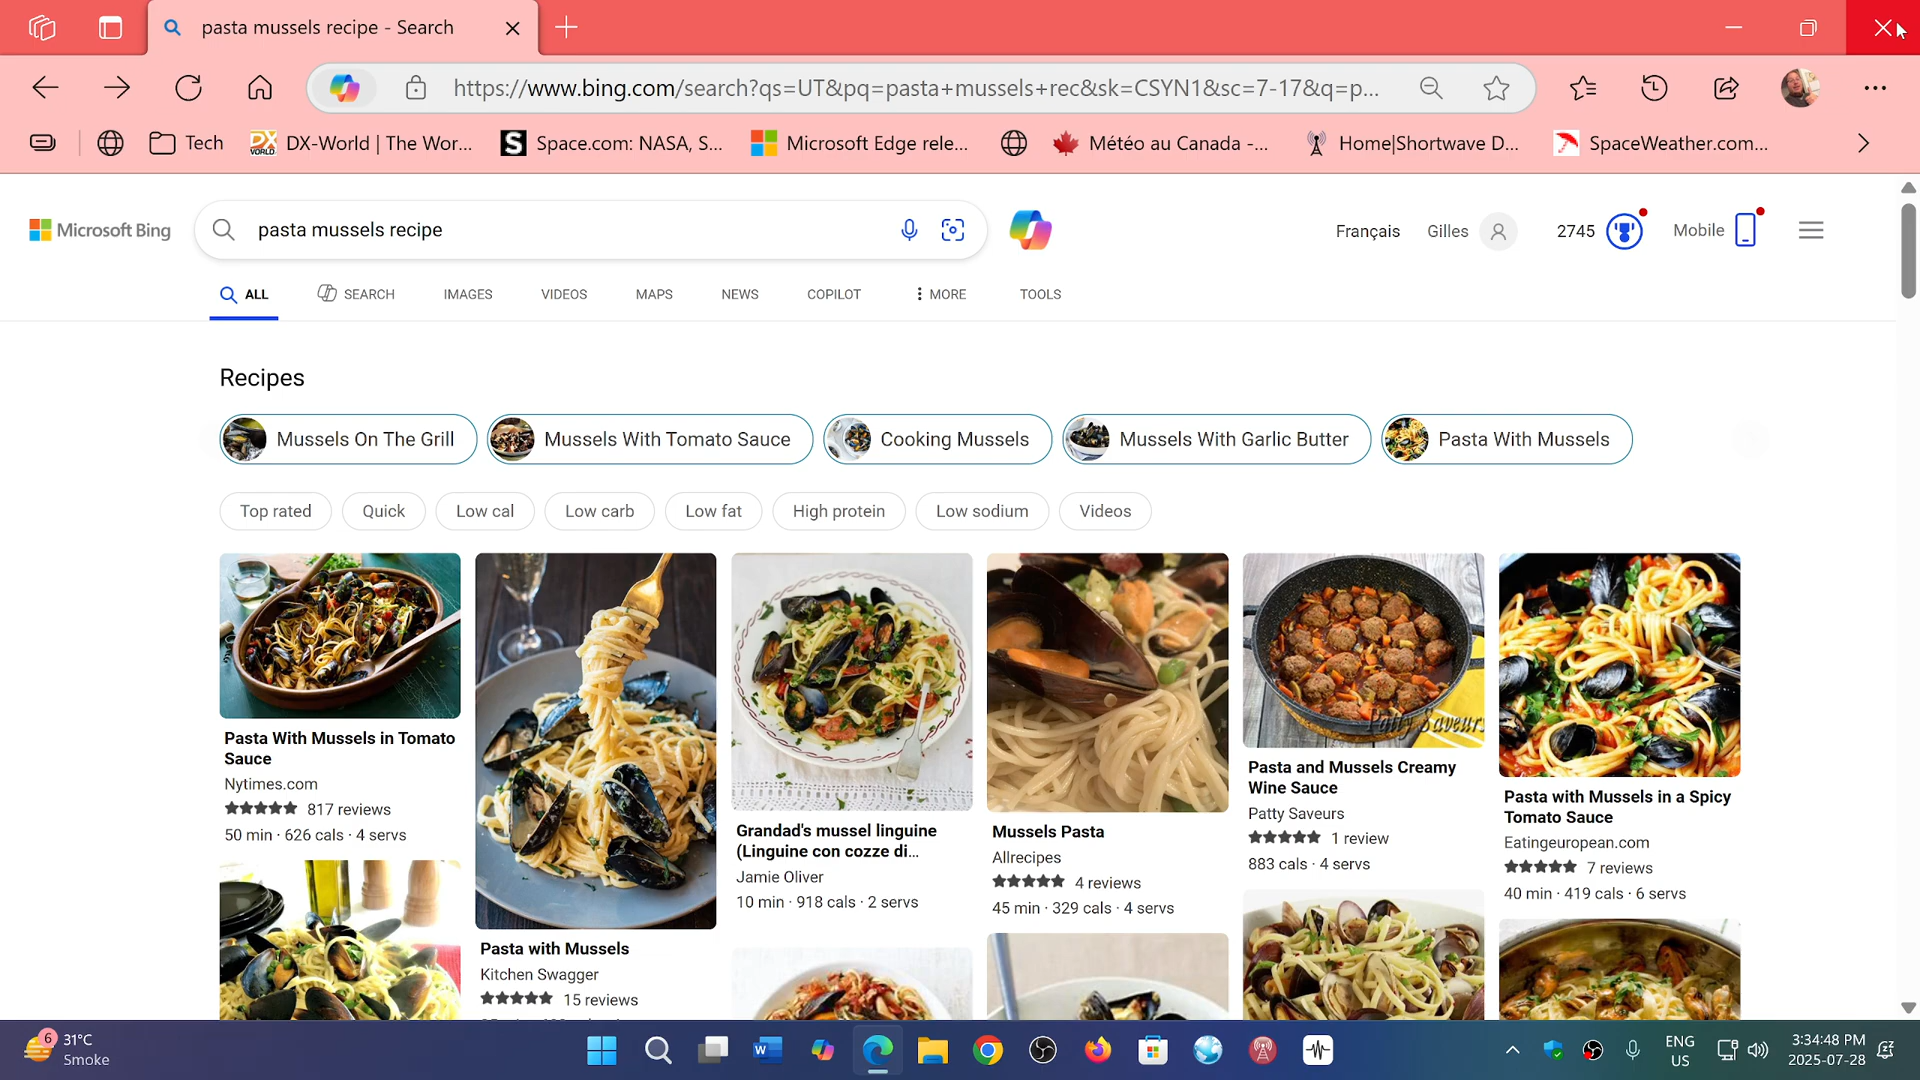 pasta mussels recipe - Search
https://www.bing.com/search?qs=UT&pq=pasta+mussels+rec&sk=CSYN1&sc=7-17&q=p...
Tech
DX-World | The Wor...
Space.com: NASA, S...
Microsoft Edge rele...
Météo au Canada -...
Home|Shortwave D...
SpaceWeather.com...
Microsoft Bing
pasta mussels recipe
Français
Gilles
2745
Mobile
ALL
SEARCH
IMAGES
VIDEOS
MAPS
NEWS
COPILOT
MORE
TOOLS
Recipes
Mussels On The Grill
Mussels With Tomato Sauce
Cooking Mussels
Mussels With Garlic Butter
Pasta With Mussels
Top rated
Quick
Low cal
Low carb
Low fat
High protein
Low sodium
Videos
Pasta With Mussels in Tomato
Sauce
Nytimes.com
817 reviews
50 min · 626 cals · 4 servs
Pasta with Mussels
Kitchen Swagger
15 reviews
Grandad's mussel linguine
(Linguine con cozze di...
Jamie Oliver
10 min · 918 cals · 2 servs
Mussels Pasta
Allrecipes
4 reviews
45 min · 329 cals · 4 servs
Patty Saveurs
Pasta and Mussels Creamy
Wine Sauce
Patty Saveurs
1 review
883 cals · 4 servs
Pasta with Mussels in a Spicy
Tomato Sauce
Eatingeuropean.com
7 reviews
40 min · 419 cals · 6 servs
6
31°C
Smoke
ENG
US
3:34:48 PM
2025-07-28